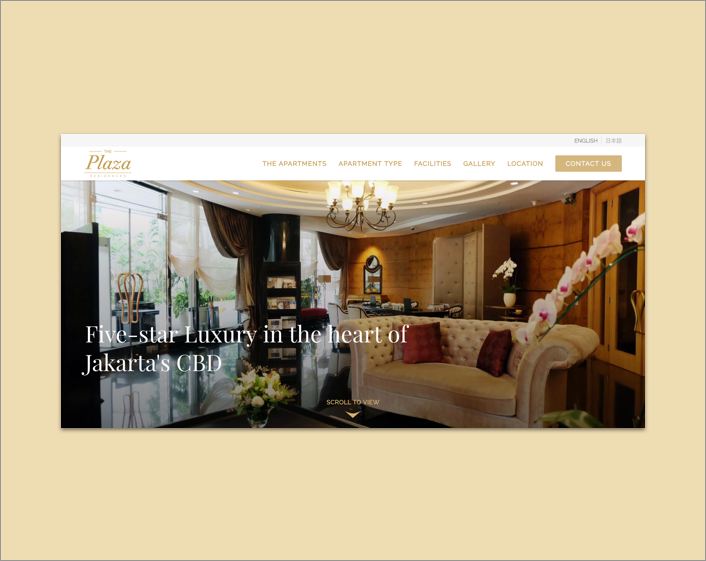 ENGLISH | 日本語
THE
Plaza
RESIDENCES
THE APARTMENTS
APARTMENT TYPE
FACILITIES
GALLERY
LOCATION
CONTACT US
Five-star Luxury in the heart of
Jakarta's CBD
SCROLL TO VIEW